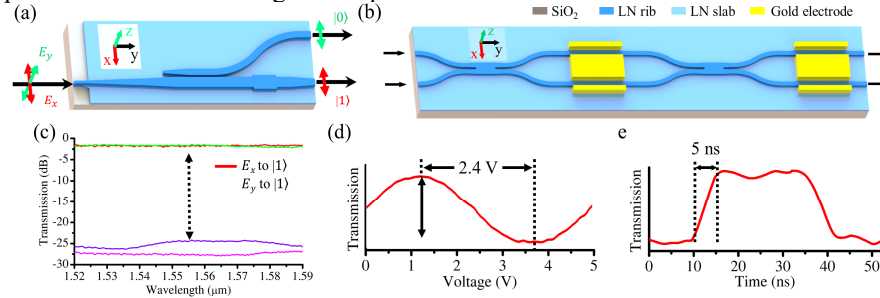 (a)
|0⟩
z
y
x
E_y
E_x
|1⟩
(b)
SiO₂
LN rib
LN slab
Gold electrode
z
y
x
(c)
0
-5
-10
-15
-20
-25
Transmission (dB)
E_x to |1⟩
E_y to |1⟩
1.52 1.53 1.54 1.55 1.56 1.57 1.58 1.59
Wavelength (μm)
(d)
2.4 V
Transmission
0 1 2 3 4 5
Voltage (V)
e
5 ns
Transmission
0 10 20 30 40 50
Time (ns)